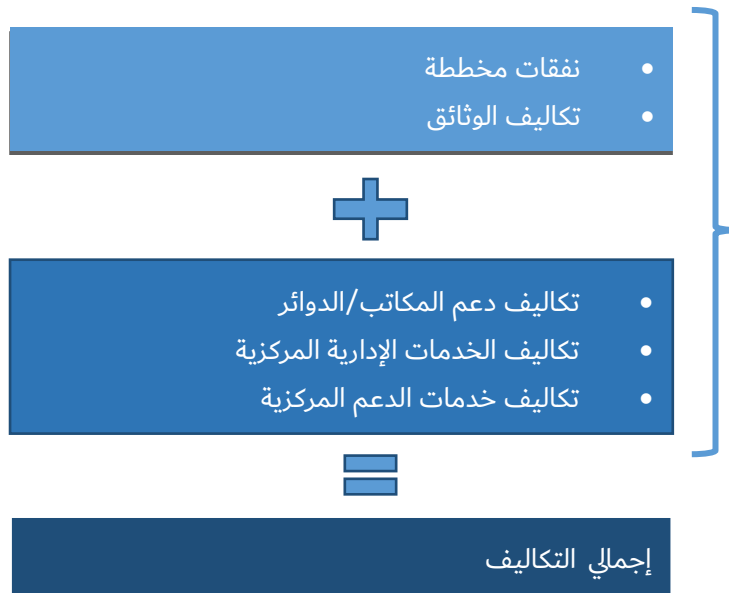 • نفقات مخططة
• تكاليف الوثائق
• تكاليف دعم المكاتب/الدوائر
• تكاليف الخدمات الإدارية المركزية
• تكاليف خدمات الدعم المركزية
إجمالي التكاليف